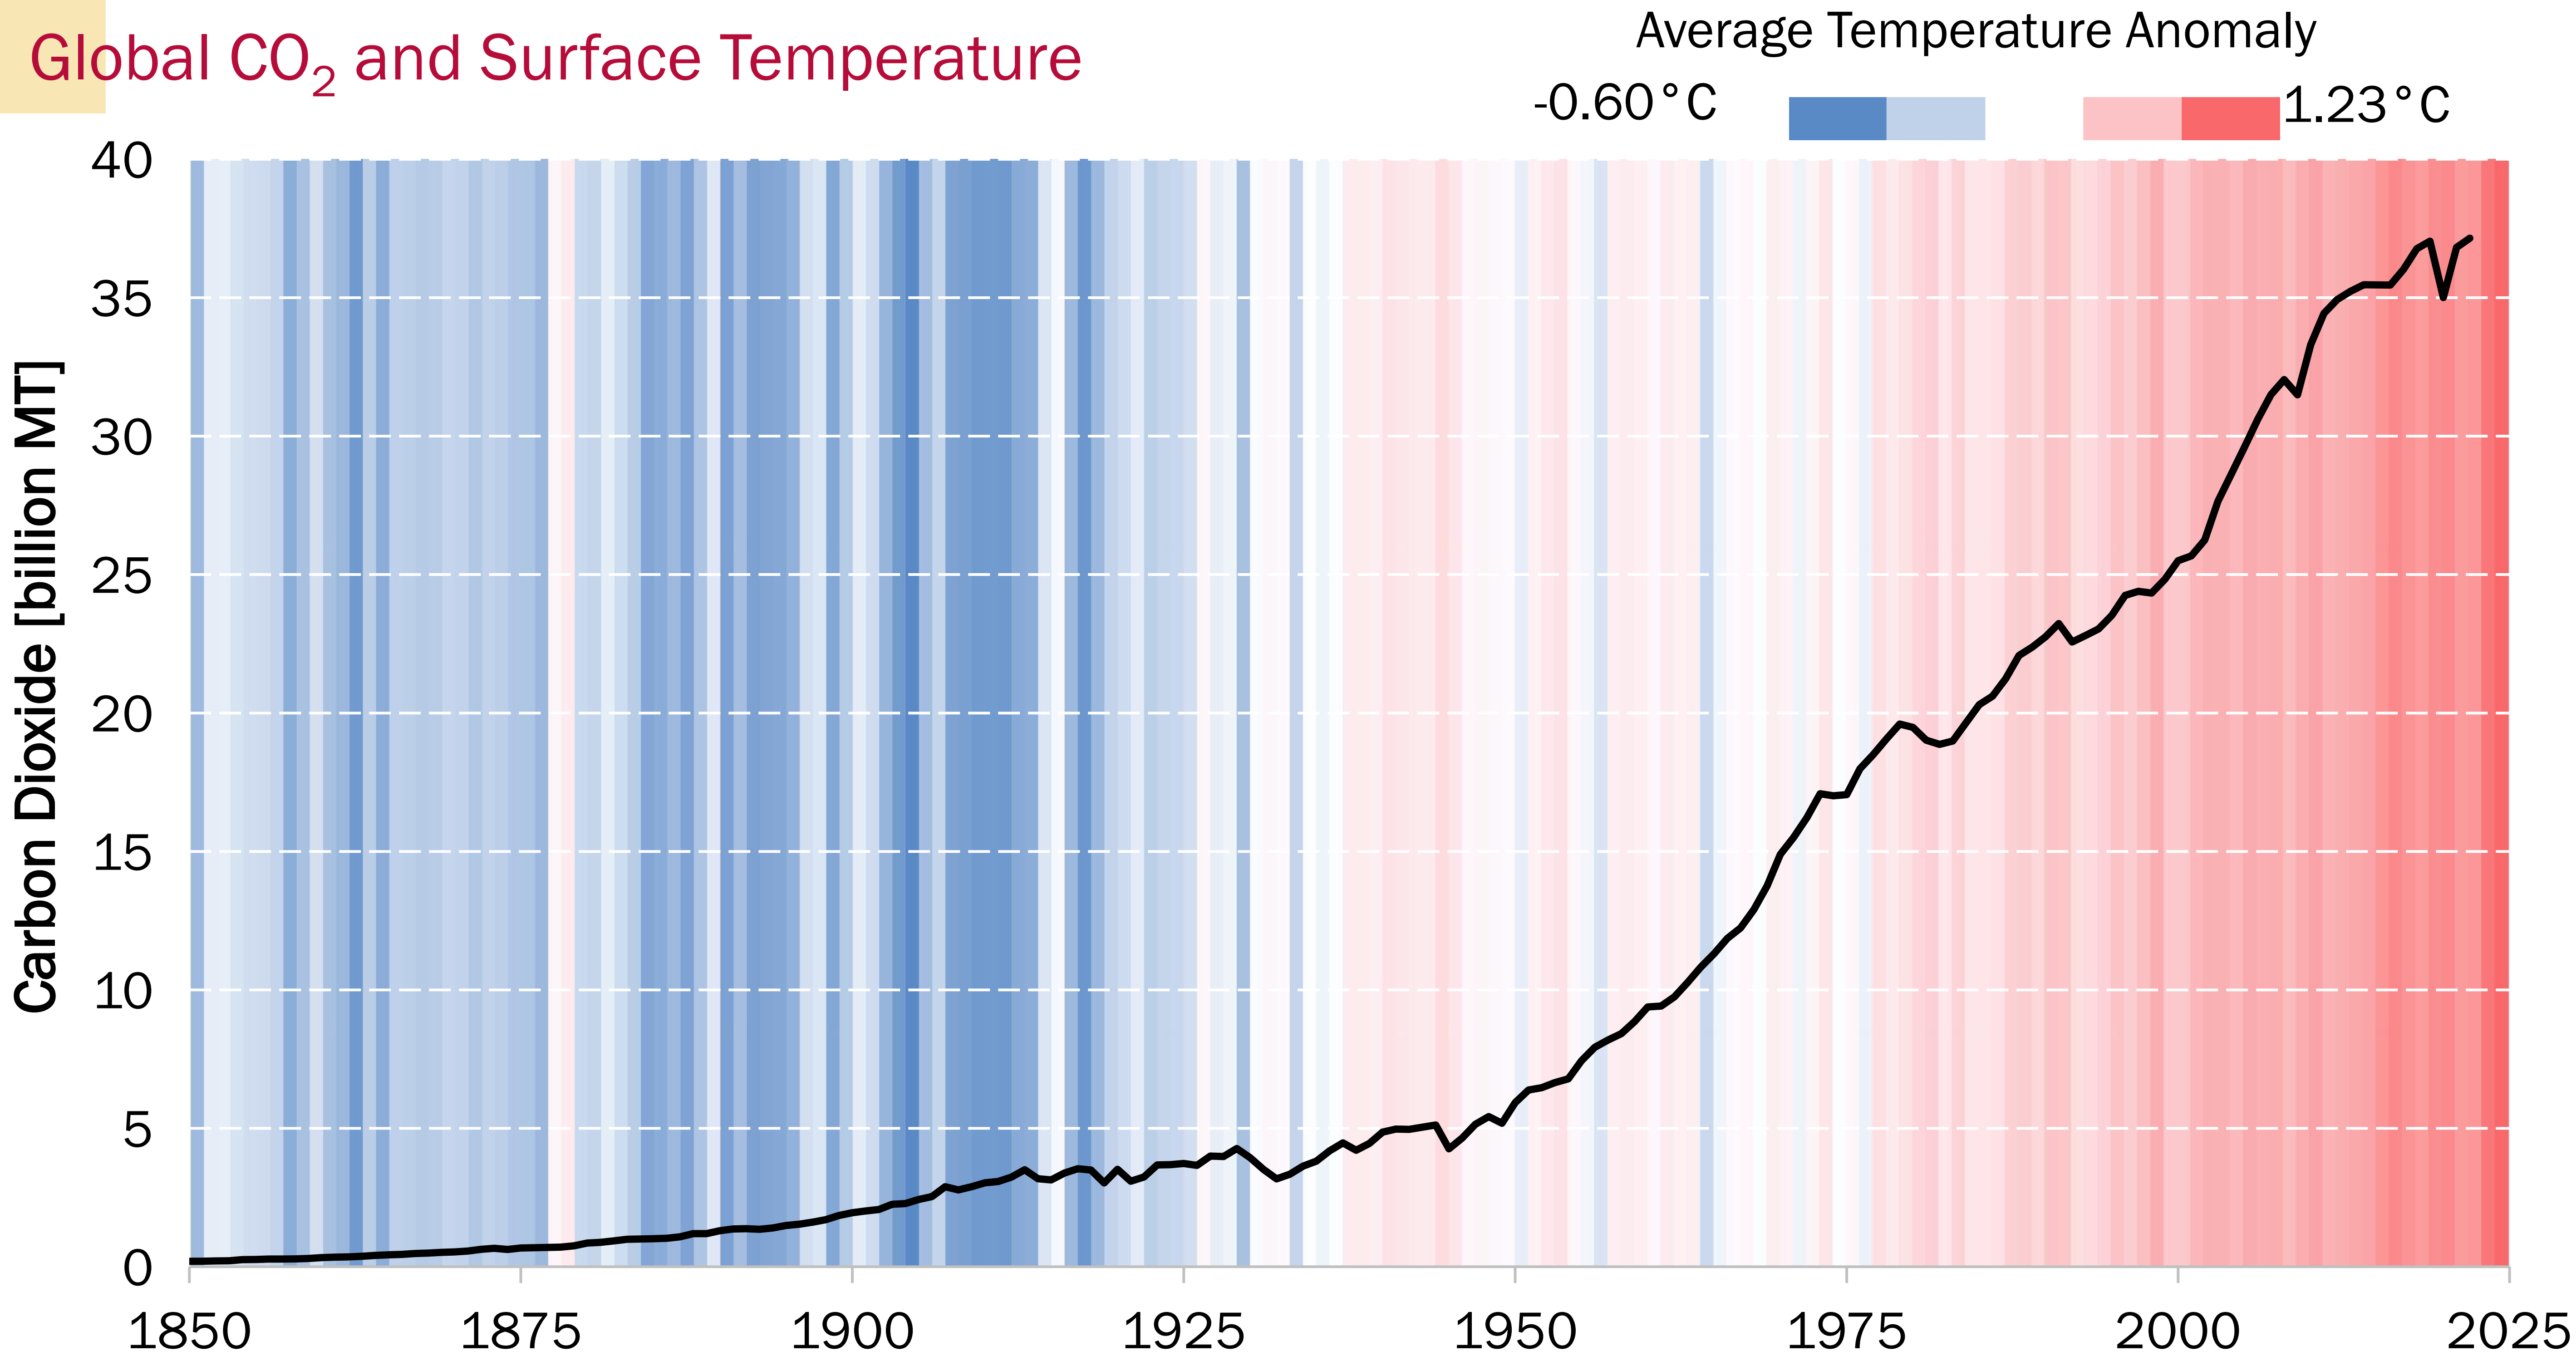 Global CO₂ and Surface Temperature
Average Temperature Anomaly
-0.60°C
1.23°C
Carbon Dioxide [billion MT]
40
35
30
25
20
15
10
5
0
1850 1875 1900 1925 1950 1975 2000 2025